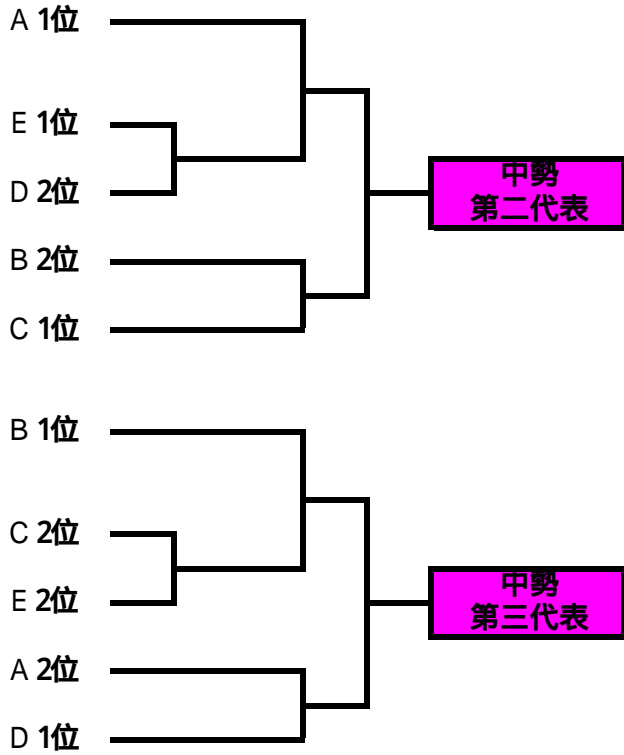 A 1位
E 1位
D 2位
B 2位
C 1位
中勢
第二代表
B 1位
C 2位
E 2位
A 2位
D 1位
中勢
第三代表